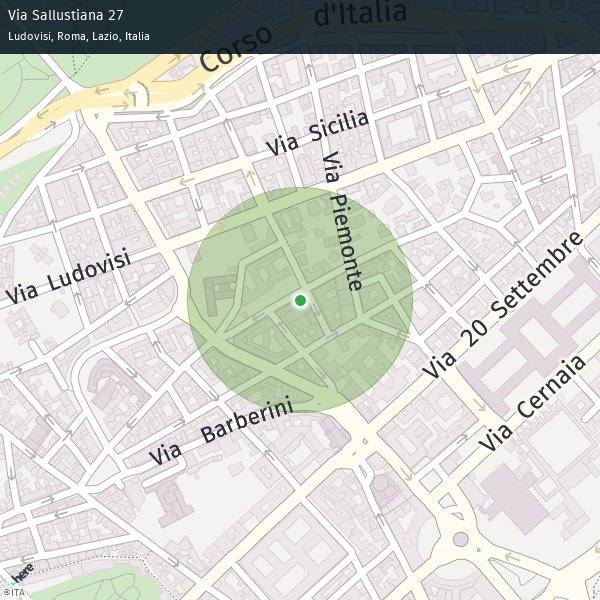 Via Sallustiana 27
Ludovisi, Roma, Lazio, Italia
Corso d'Italia
Via Sicilia
Via Piemonte
Via Ludovisi
Via 20 Settembre
Via Cernaia
Via Barberini
here
©ITA